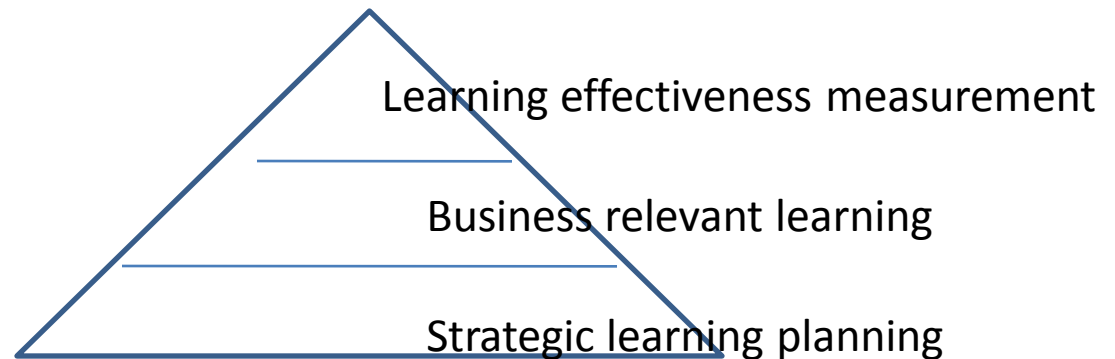 Learning effectiveness measurement
Business relevant learning
Strategic learning planning